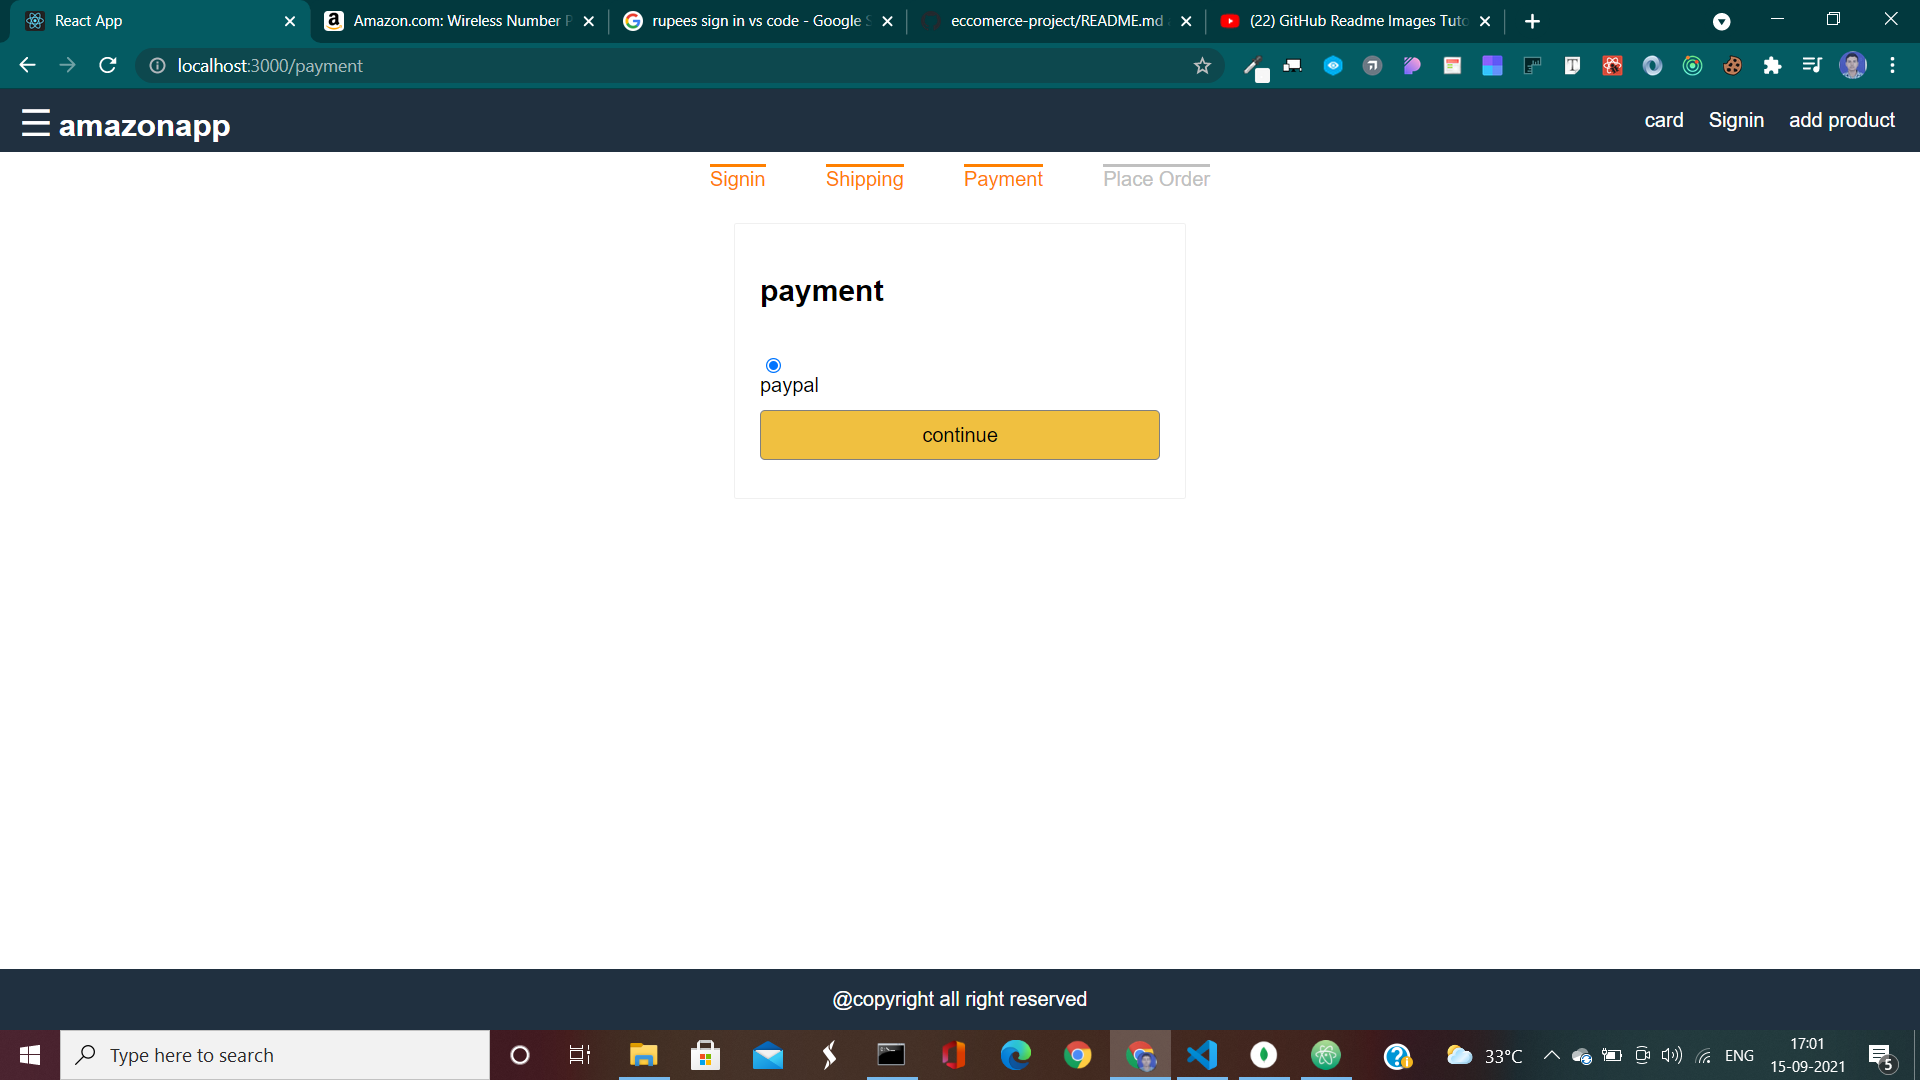 React App
Amazon.com: Wireless Number P
rupees sign in vs code - Google S
eccomerce-project/README.md
(22) GitHub Readme Images Tuto
localhost:3000/payment
☰ amazonapp
card Signin add product
Signin Shipping Payment Place Order
payment
paypal
continue
@copyright all right reserved
Type here to search
33°C
ENG
17:01
15-09-2021
5